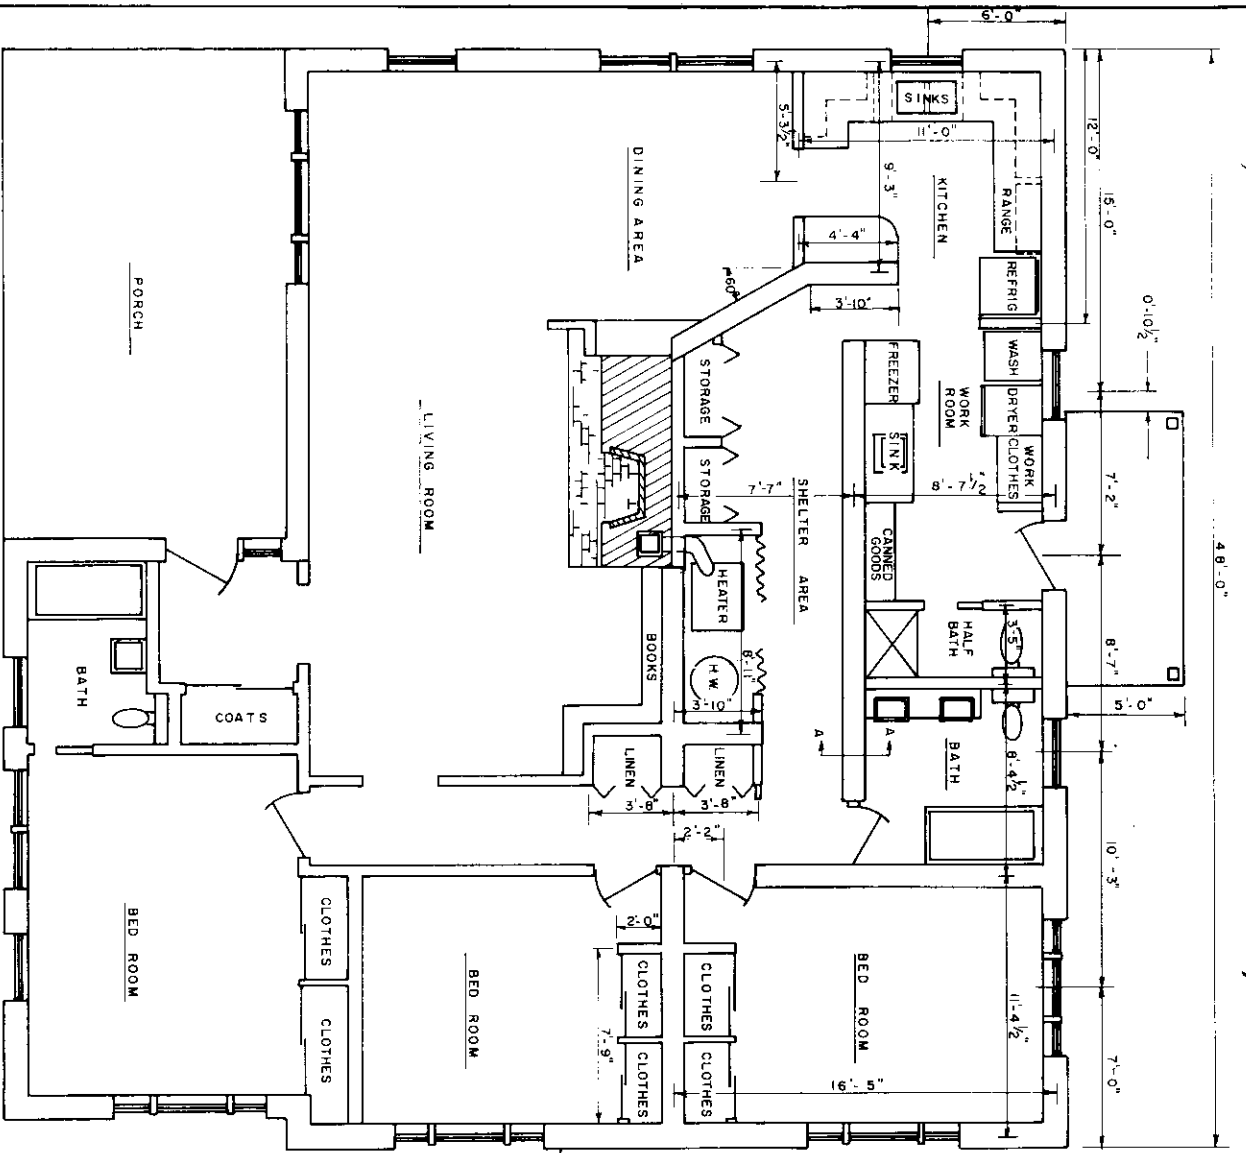 6'-0"
48'-0"
12'-0"
15'-0"
0'-10½"
7'-2"
8'-7"
10'-3"
7'-0"
5'-0"
SINKS
11'-0"
5'-3½"
9'-3"
KITCHEN
RANGE
REFRIG
4'-4"
60°
3'-10"
DINING AREA
PORCH
WASH
DRYER
WORK
CLOTHES
WORK
ROOM
FREEZER
SINK
STORAGE
STORAGE
7'-7"
8'-7½"
SHELTER AREA
LIVING ROOM
CANNED
GOODS
HEATER
8'-11"
H.W.
3'-10"
BOOKS
HALF
BATH
3'-5"
BATH
8'-4½"
A
A
BATH
COATS
LINEN
LINEN
3'-8"
3'-8"
2'-2"
2'-0"
BED ROOM
CLOTHES
CLOTHES
BED ROOM
7'-9"
CLOTHES
CLOTHES
CLOTHES
CLOTHES
BED ROOM
11'-4½"
16'-5"